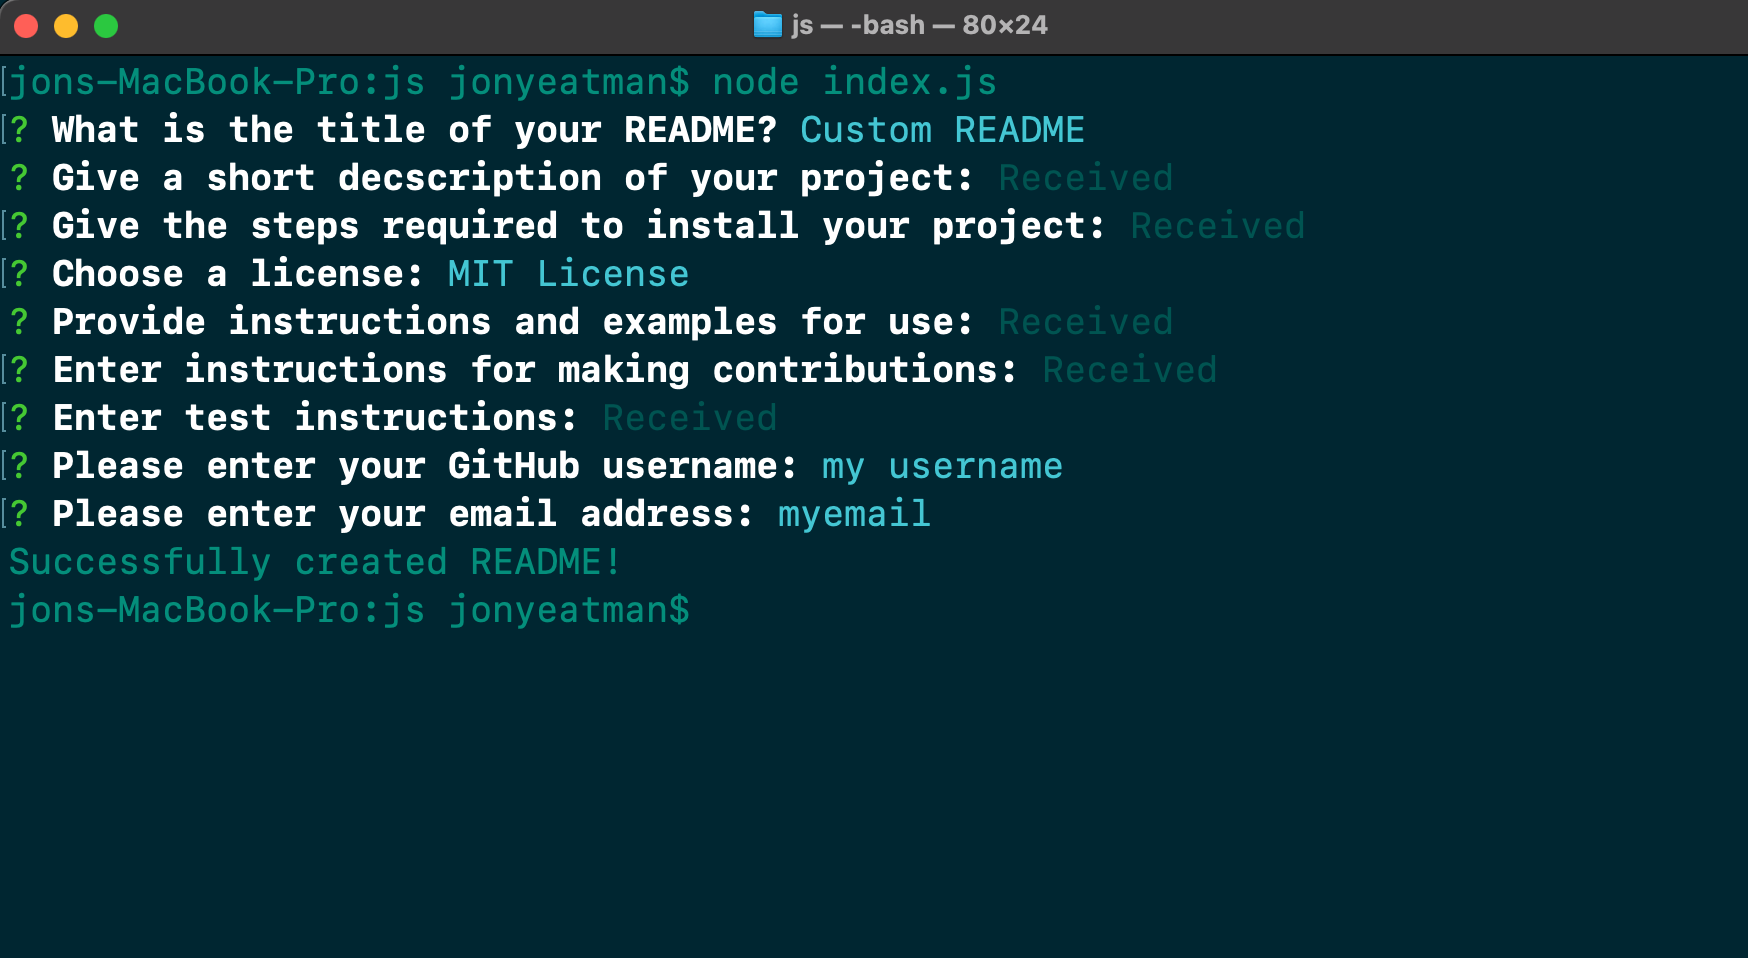 js — -bash — 80×24
[jons-MacBook-Pro:js jonyeatman$ node index.js
[? What is the title of your README? Custom README
? Give a short decscription of your project: Received
[? Give the steps required to install your project: Received
[? Choose a license: MIT License
? Provide instructions and examples for use: Received
[? Enter instructions for making contributions: Received
[? Enter test instructions: Received
[? Please enter your GitHub username: my username
[? Please enter your email address: myemail
Successfully created README!
jons-MacBook-Pro:js jonyeatman$